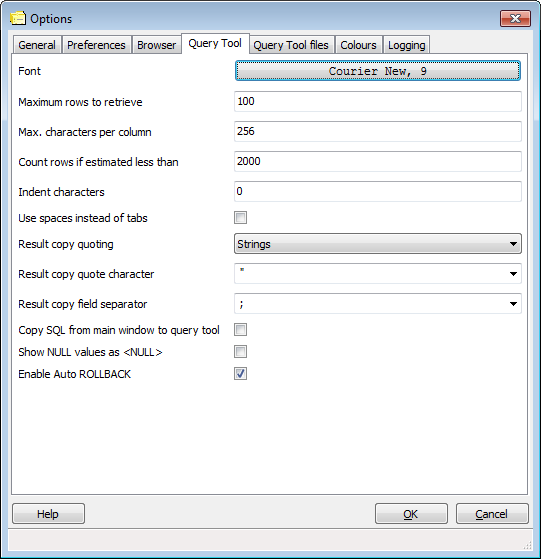 Options
General Preferences Browser Query Tool Query Tool files Colours Logging
Font Courier New, 9
Maximum rows to retrieve 100
Max. characters per column 256
Count rows if estimated less than 2000
Indent characters 0
Use spaces instead of tabs
Result copy quoting Strings
Result copy quote character "
Result copy field separator ;
Copy SQL from main window to query tool
Show NULL values as <NULL>
Enable Auto ROLLBACK
Help OK Cancel